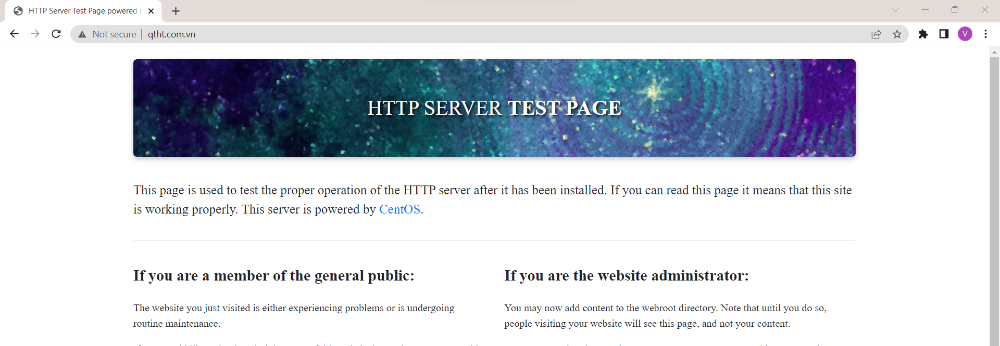 HTTP Server Test Page powered
Not secure
qtht.com.vn
V
HTTP SERVER TEST PAGE
This page is used to test the proper operation of the HTTP server after it has been installed. If you can read this page it means that this site
is working properly. This server is powered by CentOS.
If you are a member of the general public:
The website you just visited is either experiencing problems or is undergoing
routine maintenance.
If you are the website administrator:
You may now add content to the webroot directory. Note that until you do so,
people visiting your website will see this page, and not your content.